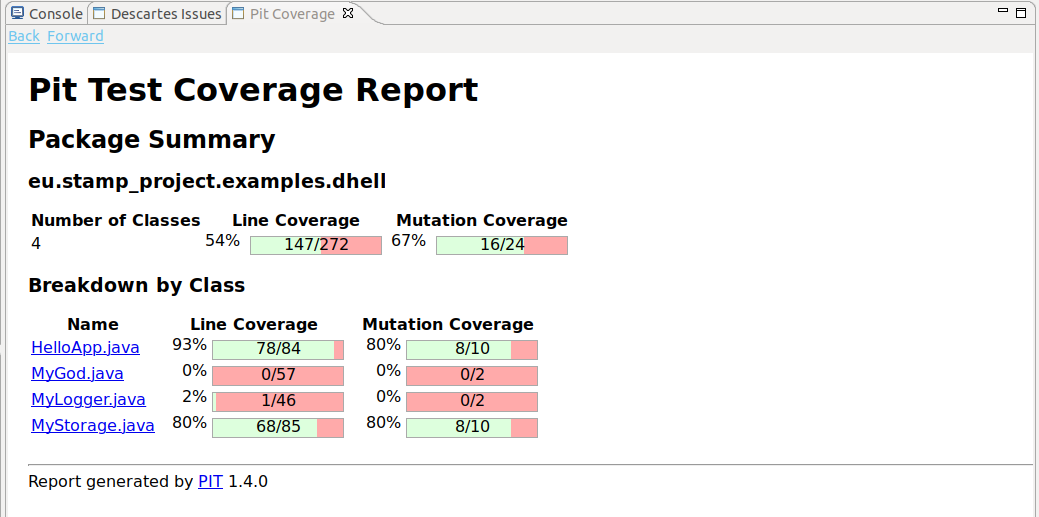 Console Descartes Issues Pit Coverage
Back Forward
Pit Test Coverage Report
Package Summary
eu.stamp_project.examples.dhell
Number of Classes Line Coverage Mutation Coverage
4 54% 147/272 67% 16/24
Breakdown by Class
Name Line Coverage Mutation Coverage
HelloApp.java 93% 78/84 80% 8/10
MyGod.java 0% 0/57 0% 0/2
MyLogger.java 2% 1/46 0% 0/2
MyStorage.java 80% 68/85 80% 8/10
Report generated by PIT 1.4.0